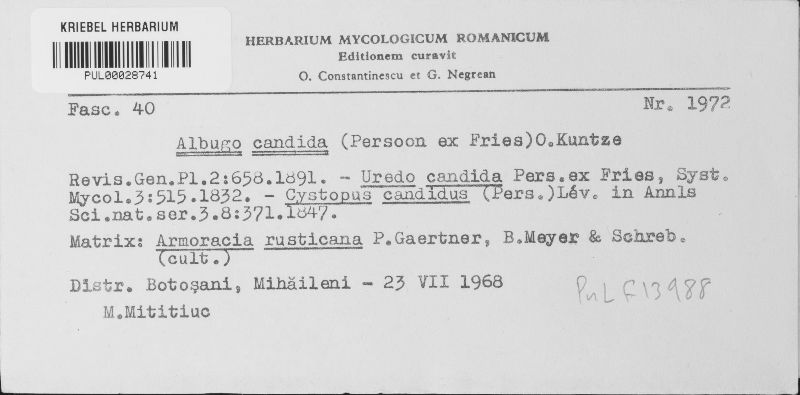 KRIEBEL HERBARIUM
PUL00028741
HERBARIUM MYCOLOGICUM ROMANICUM
Editionem curavit
O. Constantinescu et G. Negrean
Fasc. 40
Nr. 1972
Albugo candida (Persoon ex Fries)O.Kuntze
Revis.Gen.Pl.2:658.1891. - Uredo candida Pers.ex Fries, Syst.
Mycol.3:515.1832. - Cystopus candidus (Pers.)Lév. in Annls
Sci.nat.ser.3.8:371.1847.
Matrix: Armoracia rusticana P.Gaertner, B.Meyer & Schreb.
(cult.)
Distr. Botoşani, Mihăileni - 23 VII 1968
M.Mititiuc
PuL F13988